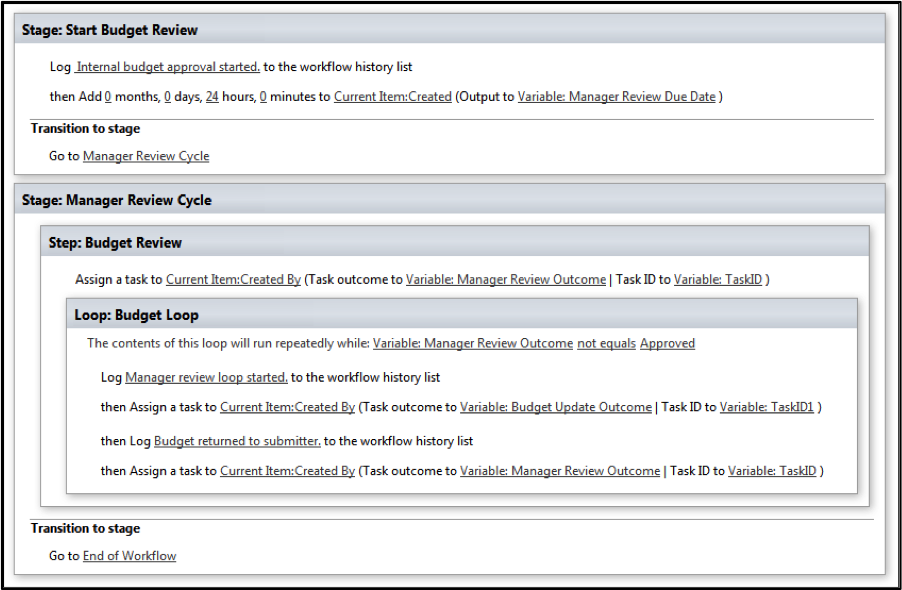 Stage: Start Budget Review
Log Internal budget approval started. to the workflow history list
then Add 0 months, 0 days, 24 hours, 0 minutes to Current Item:Created (Output to Variable: Manager Review Due Date )
Transition to stage
Go to Manager Review Cycle
Stage: Manager Review Cycle
Step: Budget Review
Assign a task to Current Item:Created By (Task outcome to Variable: Manager Review Outcome | Task ID to Variable: TaskID )
Loop: Budget Loop
The contents of this loop will run repeatedly while: Variable: Manager Review Outcome not equals Approved
Log Manager review loop started. to the workflow history list
then Assign a task to Current Item:Created By (Task outcome to Variable: Budget Update Outcome | Task ID to Variable: TaskID1 )
then Log Budget returned to submitter. to the workflow history list
then Assign a task to Current Item:Created By (Task outcome to Variable: Manager Review Outcome | Task ID to Variable: TaskID )
Transition to stage
Go to End of Workflow